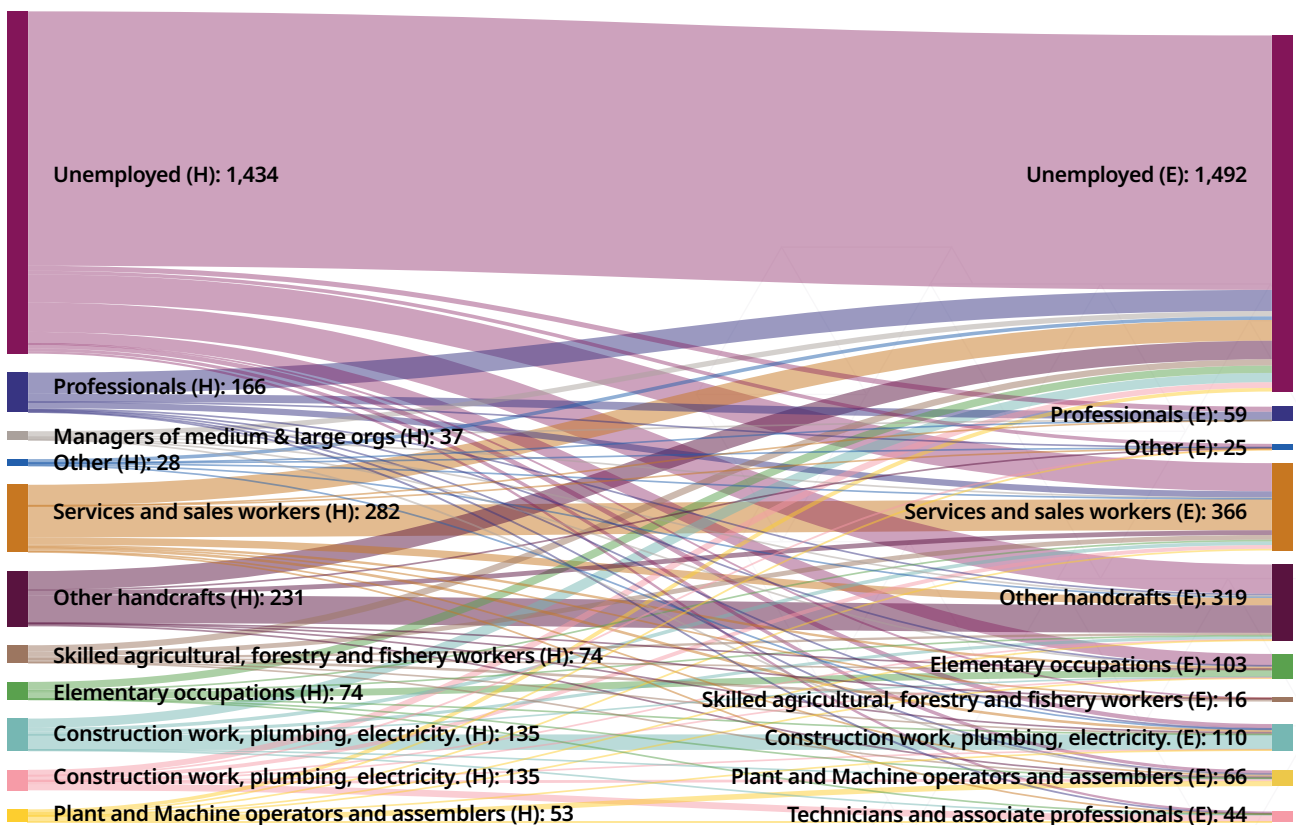 Unemployed (H): 1,434
Unemployed (E): 1,492
Professionals (H): 166
Professionals (E): 59
Managers of medium & large orgs (H): 37
Other (E): 25
Other (H): 28
Services and sales workers (H): 282
Services and sales workers (E): 366
Other handcrafts (H): 231
Other handcrafts (E): 319
Skilled agricultural, forestry and fishery workers (H): 74
Elementary occupations (E): 103
Elementary occupations (H): 74
Skilled agricultural, forestry and fishery workers (E): 16
Construction work, plumbing, electricity. (H): 135
Construction work, plumbing, electricity. (E): 110
Construction work, plumbing, electricity. (H): 135
Plant and Machine operators and assemblers (E): 66
Plant and Machine operators and assemblers (H): 53
Technicians and associate professionals (E): 44